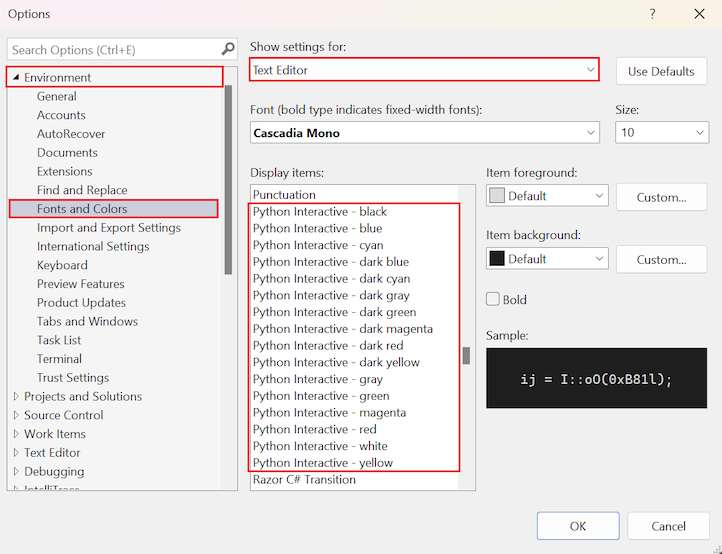 Options
?
Search Options (Ctrl+E)
Environment
General
Accounts
AutoRecover
Documents
Extensions
Find and Replace
Fonts and Colors
Import and Export Settings
International Settings
Keyboard
Preview Features
Product Updates
Tabs and Windows
Task List
Terminal
Trust Settings
Projects and Solutions
Source Control
Work Items
Text Editor
Debugging
IntelliTrace
Show settings for:
Text Editor
Use Defaults
Font (bold type indicates fixed-width fonts):
Cascadia Mono
Size:
10
Display items:
Punctuation
Python Interactive - black
Python Interactive - blue
Python Interactive - cyan
Python Interactive - dark blue
Python Interactive - dark cyan
Python Interactive - dark gray
Python Interactive - dark green
Python Interactive - dark magenta
Python Interactive - dark red
Python Interactive - dark yellow
Python Interactive - gray
Python Interactive - green
Python Interactive - magenta
Python Interactive - red
Python Interactive - white
Python Interactive - yellow
Razor C# Transition
Item foreground:
Default
Custom...
Item background:
Default
Custom...
Bold
Sample:
ij = I::oO(0xB81l);
OK
Cancel